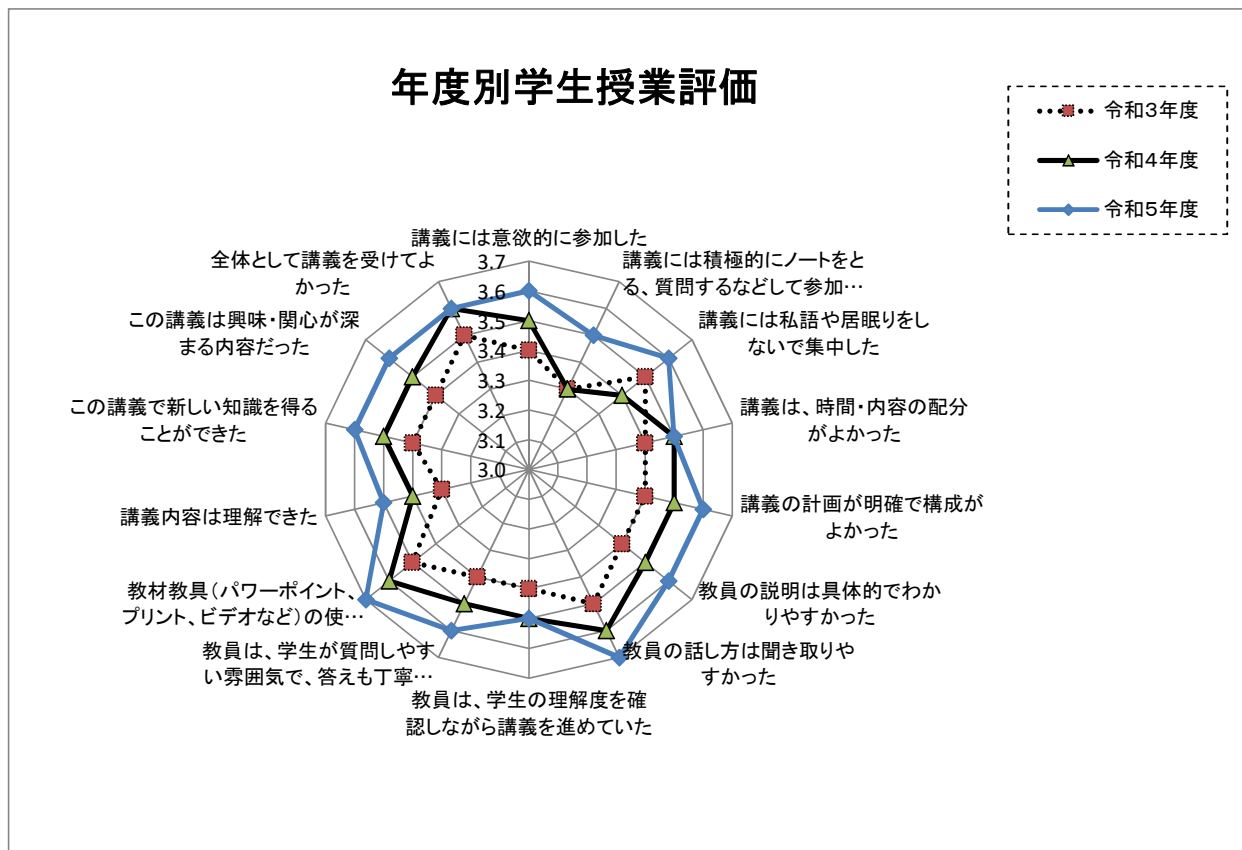 年度別学生授業評価
令和3年度
令和4年度
令和5年度
講義には意欲的に参加した
講義には積極的にノートをと
る、質問するなどして参加…
講義には私語や居眠りをし
ないで集中した
講義は、時間・内容の配分
がよかった
講義の計画が明確で構成が
よかった
教員の説明は具体的でわか
りやすかった
教員の話し方は聞き取りや
すかった
教員は、学生の理解度を確
認しながら講義を進めていた
教員は、学生が質問しやす
い雰囲気で、答えも丁寧…
教材教具(パワーポイント、
プリント、ビデオなど)の使…
講義内容は理解できた
この講義で新しい知識を得る
ことができた
この講義は興味・関心が深
まる内容だった
全体として講義を受けてよ
かった
3.7
3.6
3.5
3.4
3.3
3.2
3.1
3.0